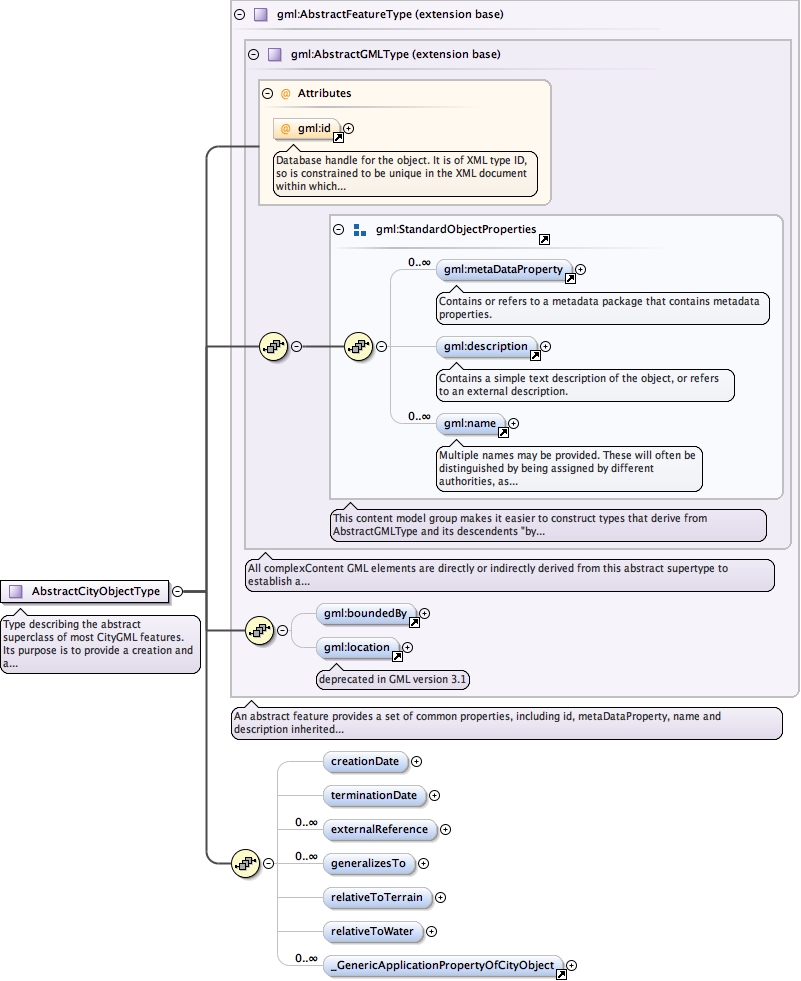 gml:AbstractFeatureType (extension base)
gml:AbstractGMLType (extension base)
@ Attributes
@ gml:id
Database handle for the object. It is of XML type ID,
so is constrained to be unique in the XML document
within which...
gml:StandardObjectProperties
0..∞
gml:metaDataProperty
Contains or refers to a metadata package that contains metadata
properties.
gml:description
Contains a simple text description of the object, or refers
to an external description.
0..∞
gml:name
Multiple names may be provided. These will often be
distinguished by being assigned by different
authorities, as...
This content model group makes it easier to construct types that derive from
AbstractGMLType and its descendents "by...
All complexContent GML elements are directly or indirectly derived from this abstract supertype to
establish a...
AbstractCityObjectType
Type describing the abstract
superclass of most CityGML features.
Its purpose is to provide a creation and
a...
gml:boundedBy
gml:location
deprecated in GML version 3.1
An abstract feature provides a set of common properties, including id, metaDataProperty, name and
description inherited...
creationDate
terminationDate
0..∞
externalReference
0..∞
generalizesTo
relativeToTerrain
relativeToWater
0..∞
_GenericApplicationPropertyOfCityObject